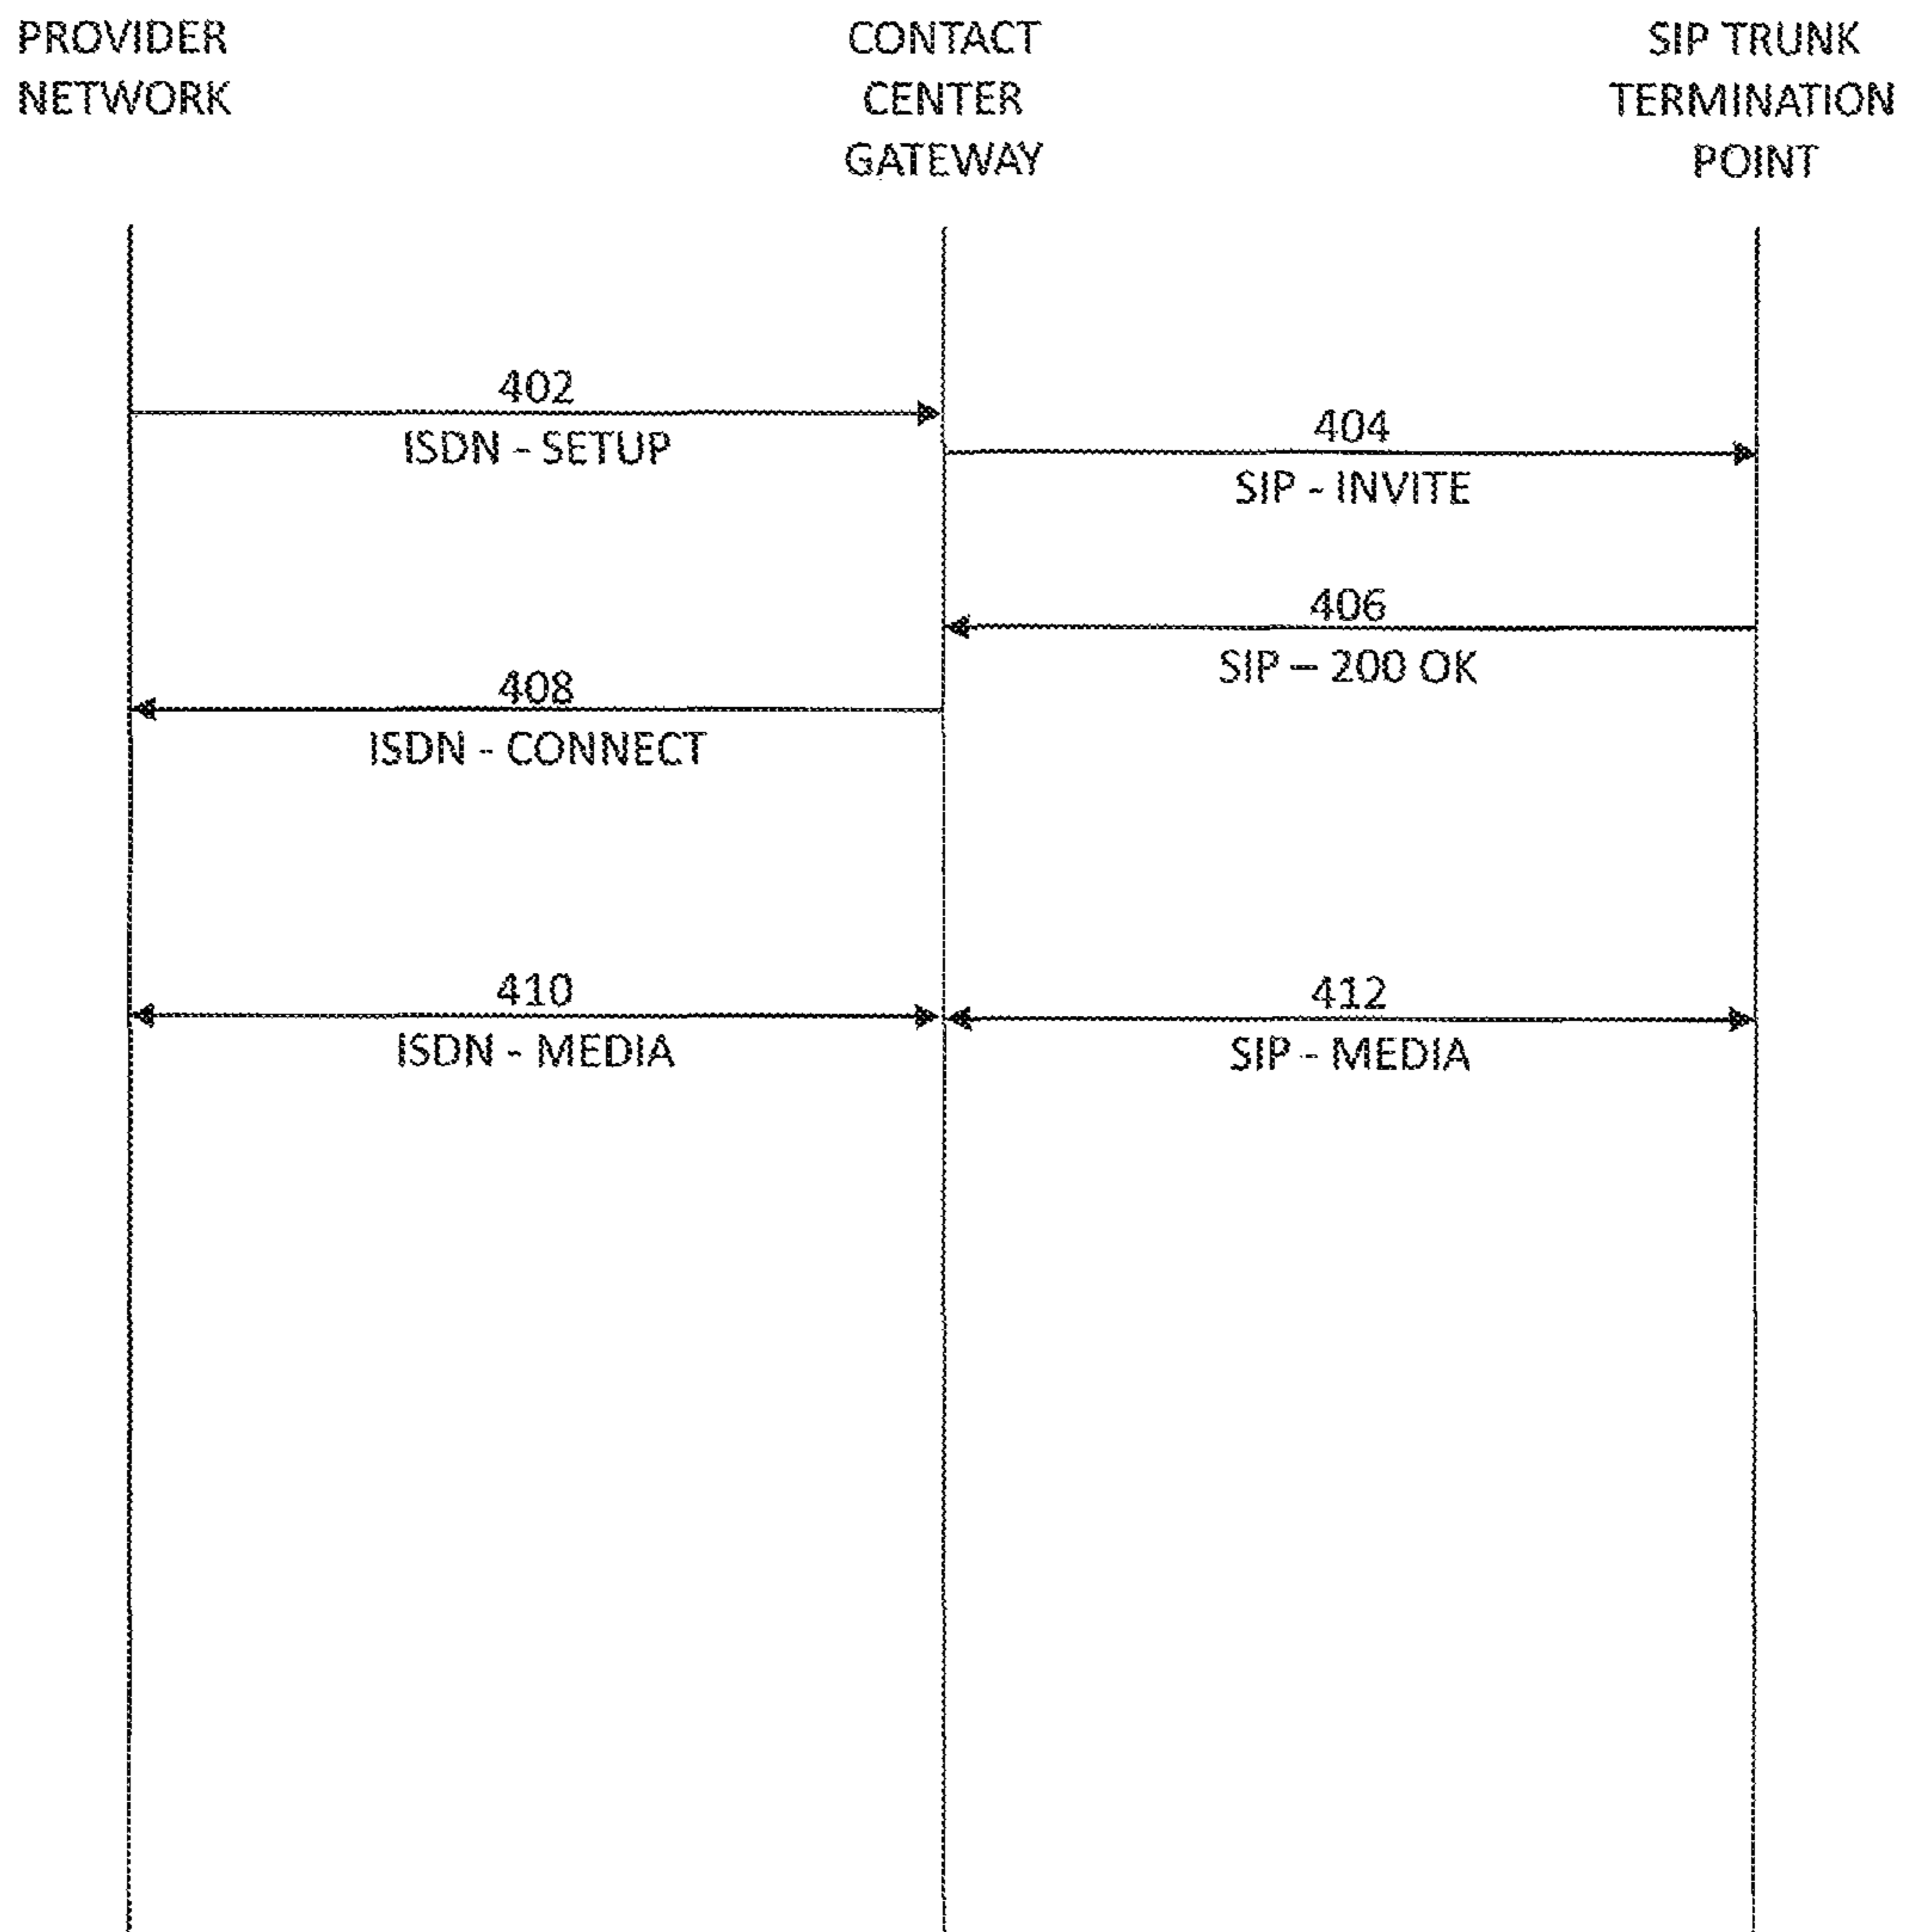 PROVIDER
NETWORK
CONTACT
CENTER
GATEWAY
SIP TRUNK
TERMINATION
POINT
402
ISDN - SETUP
404
SIP - INVITE
406
SIP – 200 OK
408
ISDN - CONNECT
410
ISDN - MEDIA
412
SIP - MEDIA